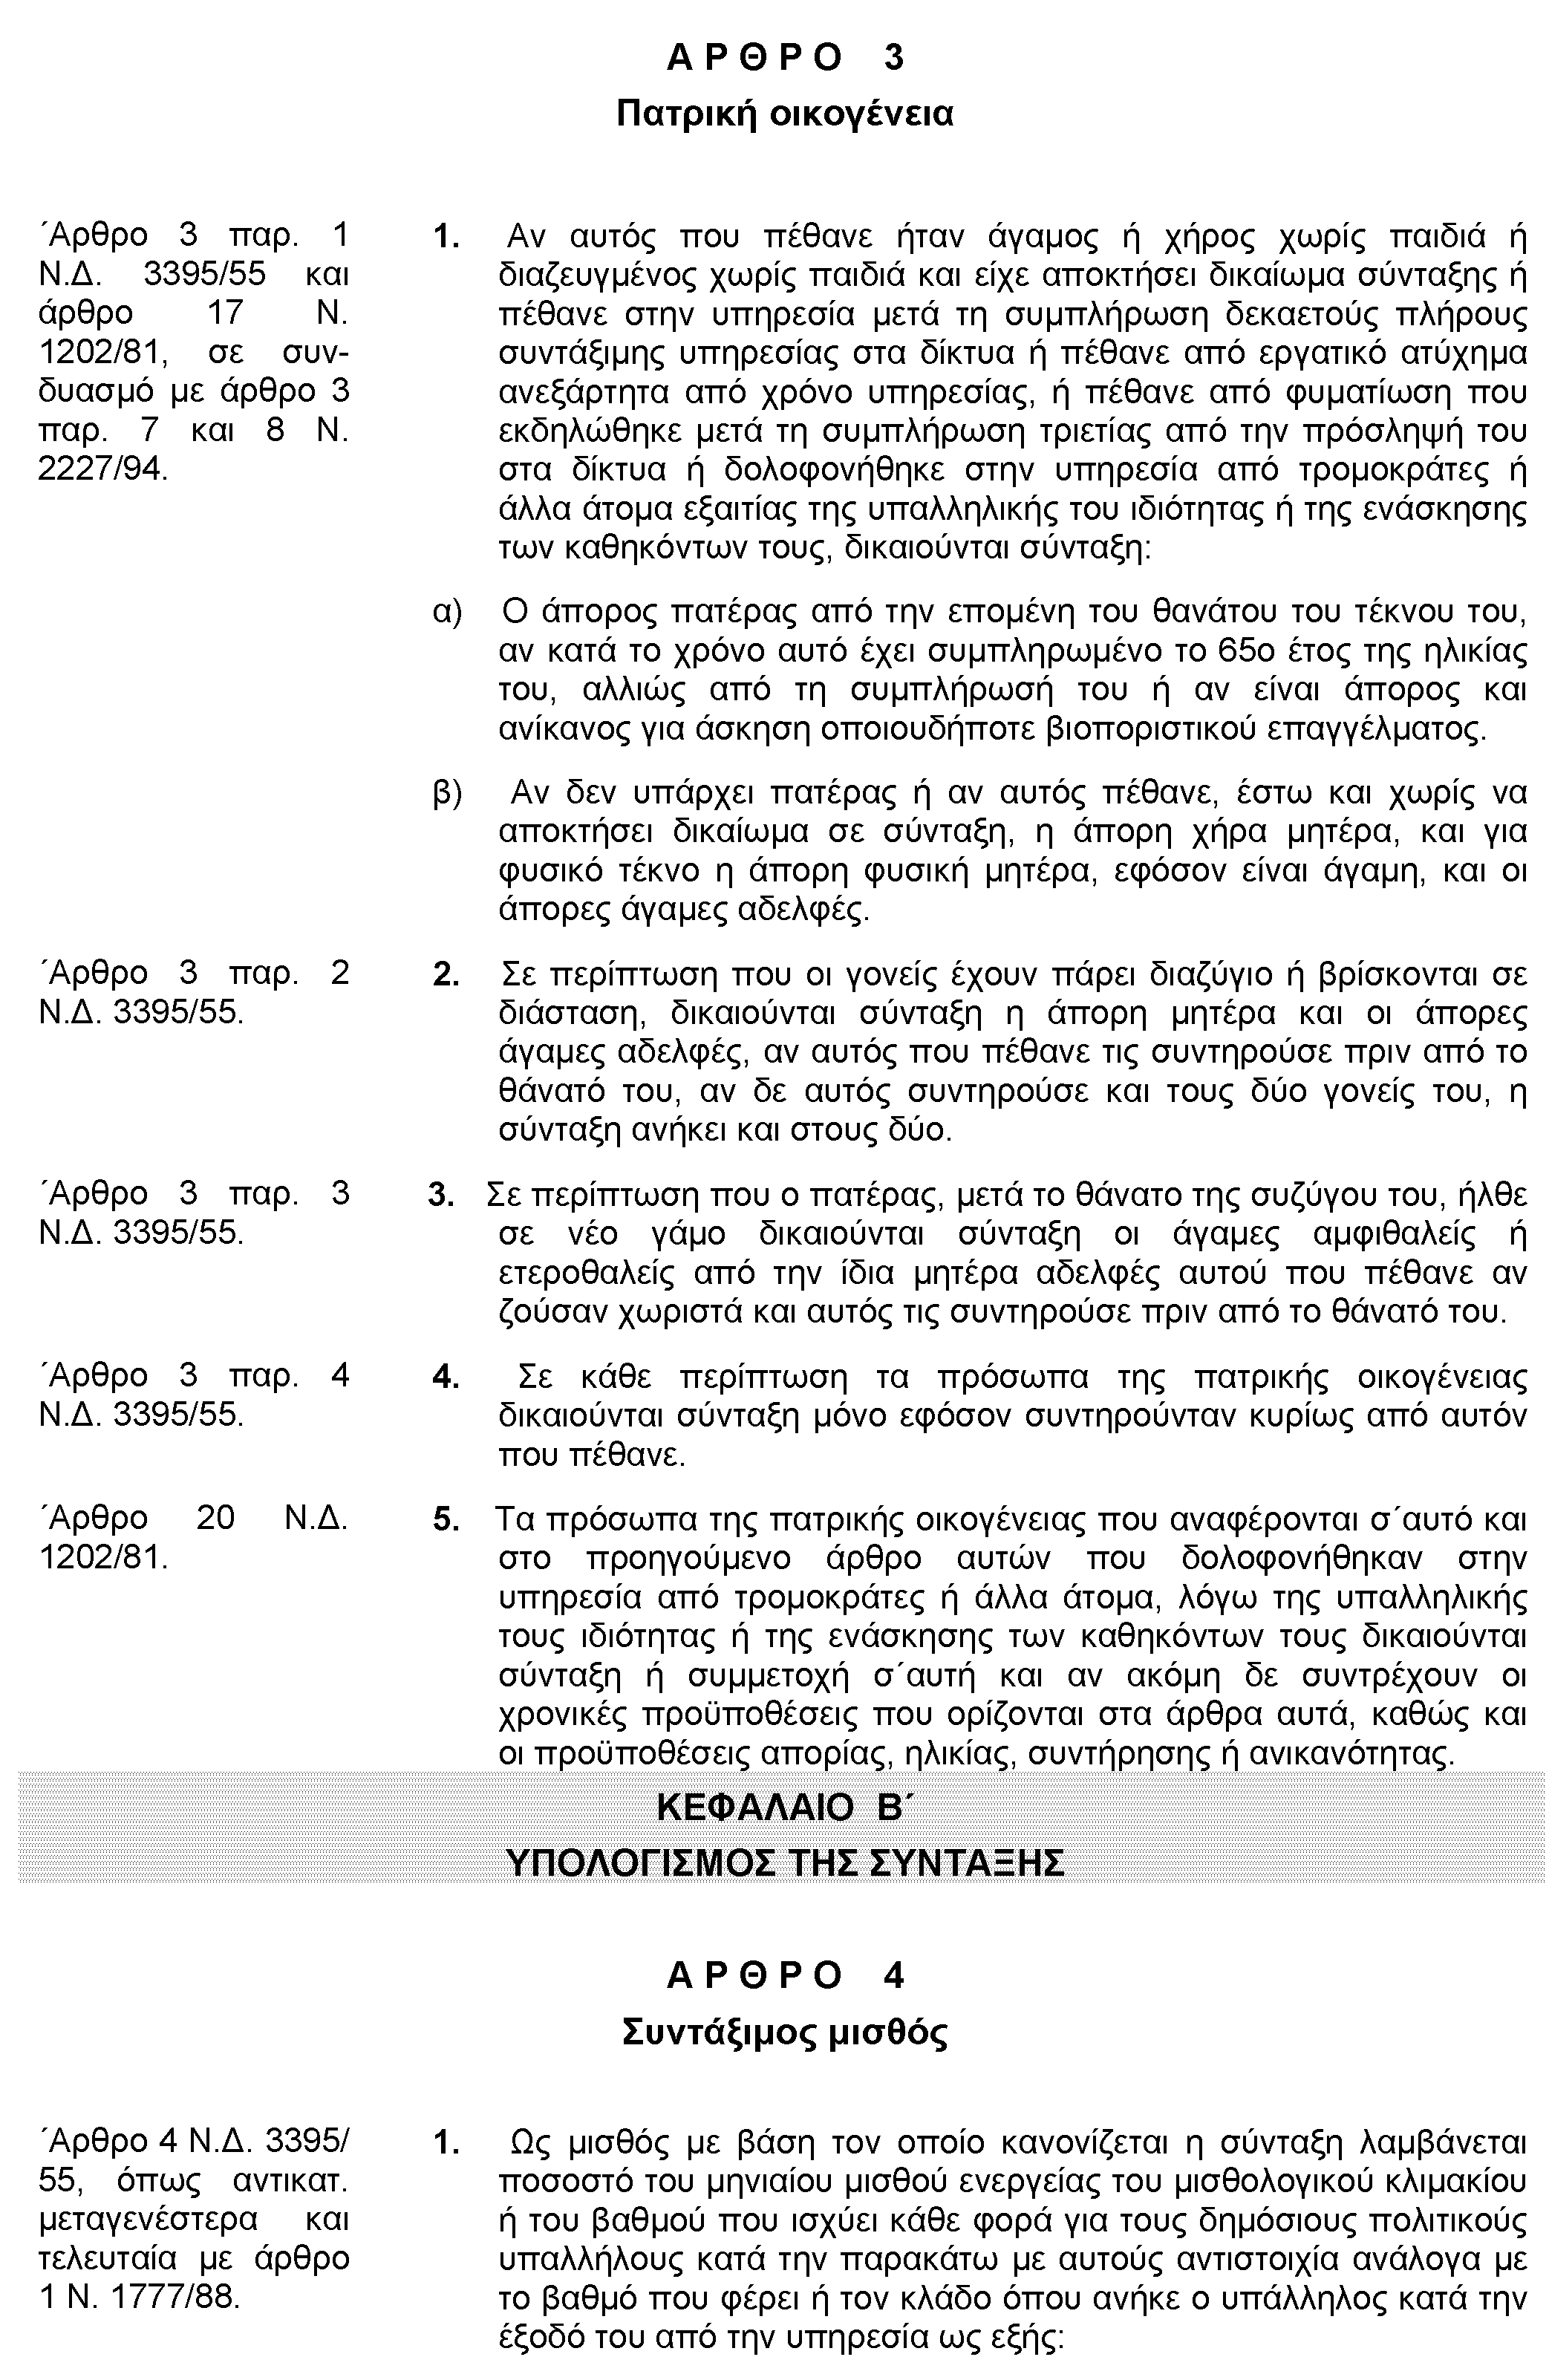 Α Ρ Θ Ρ Ο 3
Πατρική οικογένεια
Άρθρο 3 παρ. 1
Ν.Δ. 3395/55 και
άρθρο 17 Ν.
1202/81, σε συν-
δυασμό με άρθρο 3
παρ. 7 και 8 Ν.
2227/94.
1. Αν αυτός που πέθανε ήταν άγαμος ή χήρος χωρίς παιδιά ή
διαζευγμένος χωρίς παιδιά και είχε αποκτήσει δικαίωμα σύνταξης ή
πέθανε στην υπηρεσία μετά τη συμπλήρωση δεκαετούς πλήρους
συντάξιμης υπηρεσίας στα δίκτυα ή πέθανε από εργατικό ατύχημα
ανεξάρτητα από χρόνο υπηρεσίας, ή πέθανε από φυματίωση που
εκδηλώθηκε μετά τη συμπλήρωση τριετίας από την πρόσληψή του
στα δίκτυα ή δολοφονήθηκε στην υπηρεσία από τρομοκράτες ή
άλλα άτομα εξαιτίας της υπαλληλικής του ιδιότητας ή της ενάσκησης
των καθηκόντων τους, δικαιούνται σύνταξη:
α) Ο άπορος πατέρας από την επομένη του θανάτου του τέκνου του,
αν κατά το χρόνο αυτό έχει συμπληρωμένο το 65ο έτος της ηλικίας
του, αλλιώς από τη συμπλήρωσή του ή αν είναι άπορος και
ανίκανος για άσκηση οποιουδήποτε βιοποριστικού επαγγέλματος.
β) Αν δεν υπάρχει πατέρας ή αν αυτός πέθανε, έστω και χωρίς να
αποκτήσει δικαίωμα σε σύνταξη, η άπορη χήρα μητέρα, και για
φυσικό τέκνο η άπορη φυσική μητέρα, εφόσον είναι άγαμη, και οι
άπορες άγαμες αδελφές.
Άρθρο 3 παρ. 2
Ν.Δ. 3395/55.
2. Σε περίπτωση που οι γονείς έχουν πάρει διαζύγιο ή βρίσκονται σε
διάσταση, δικαιούνται σύνταξη η άπορη μητέρα και οι άπορες
άγαμες αδελφές, αν αυτός που πέθανε τις συντηρούσε πριν από το
θάνατό του, αν δε αυτός συντηρούσε και τους δύο γονείς του, η
σύνταξη ανήκει και στους δύο.
Άρθρο 3 παρ. 3
Ν.Δ. 3395/55.
3. Σε περίπτωση που ο πατέρας, μετά το θάνατο της συζύγου του, ήλθε
σε νέο γάμο δικαιούνται σύνταξη οι άγαμες αμφιθαλείς ή
ετεροθαλείς από την ίδια μητέρα αδελφές αυτού που πέθανε αν
ζούσαν χωριστά και αυτός τις συντηρούσε πριν από το θάνατό του.
Άρθρο 3 παρ. 4
Ν.Δ. 3395/55.
4. Σε κάθε περίπτωση τα πρόσωπα της πατρικής οικογένειας
δικαιούνται σύνταξη μόνο εφόσον συντηρούνταν κυρίως από αυτόν
που πέθανε.
Άρθρο 20 Ν.Δ.
1202/81.
5. Τα πρόσωπα της πατρικής οικογένειας που αναφέρονται σ΄αυτό και
στο προηγούμενο άρθρο αυτών που δολοφονήθηκαν στην
υπηρεσία από τρομοκράτες ή άλλα άτομα, λόγω της υπαλληλικής
τους ιδιότητας ή της ενάσκησης των καθηκόντων τους δικαιούνται
σύνταξη ή συμμετοχή σ΄αυτή και αν ακόμη δε συντρέχουν οι
χρονικές προϋποθέσεις που ορίζονται στα άρθρα αυτά, καθώς και
οι προϋποθέσεις απορίας, ηλικίας, συντήρησης ή ανικανότητας.
ΚΕΦΑΛΑΙΟ Β΄
ΥΠΟΛΟΓΙΣΜΟΣ ΤΗΣ ΣΥΝΤΑΞΗΣ
Α Ρ Θ Ρ Ο 4
Συντάξιμος μισθός
Άρθρο 4 Ν.Δ. 3395/
55, όπως αντικατ.
μεταγενέστερα και
τελευταία με άρθρο
1 Ν. 1777/88.
1. Ως μισθός με βάση τον οποίο κανονίζεται η σύνταξη λαμβάνεται
ποσοστό του μηνιαίου μισθού ενεργείας του μισθολογικού κλιμακίου
ή του βαθμού που ισχύει κάθε φορά για τους δημόσιους πολιτικούς
υπαλλήλους κατά την παρακάτω με αυτούς αντιστοιχία ανάλογα με
το βαθμό που φέρει ή τον κλάδο όπου ανήκε ο υπάλληλος κατά την
έξοδό του από την υπηρεσία ως εξής: